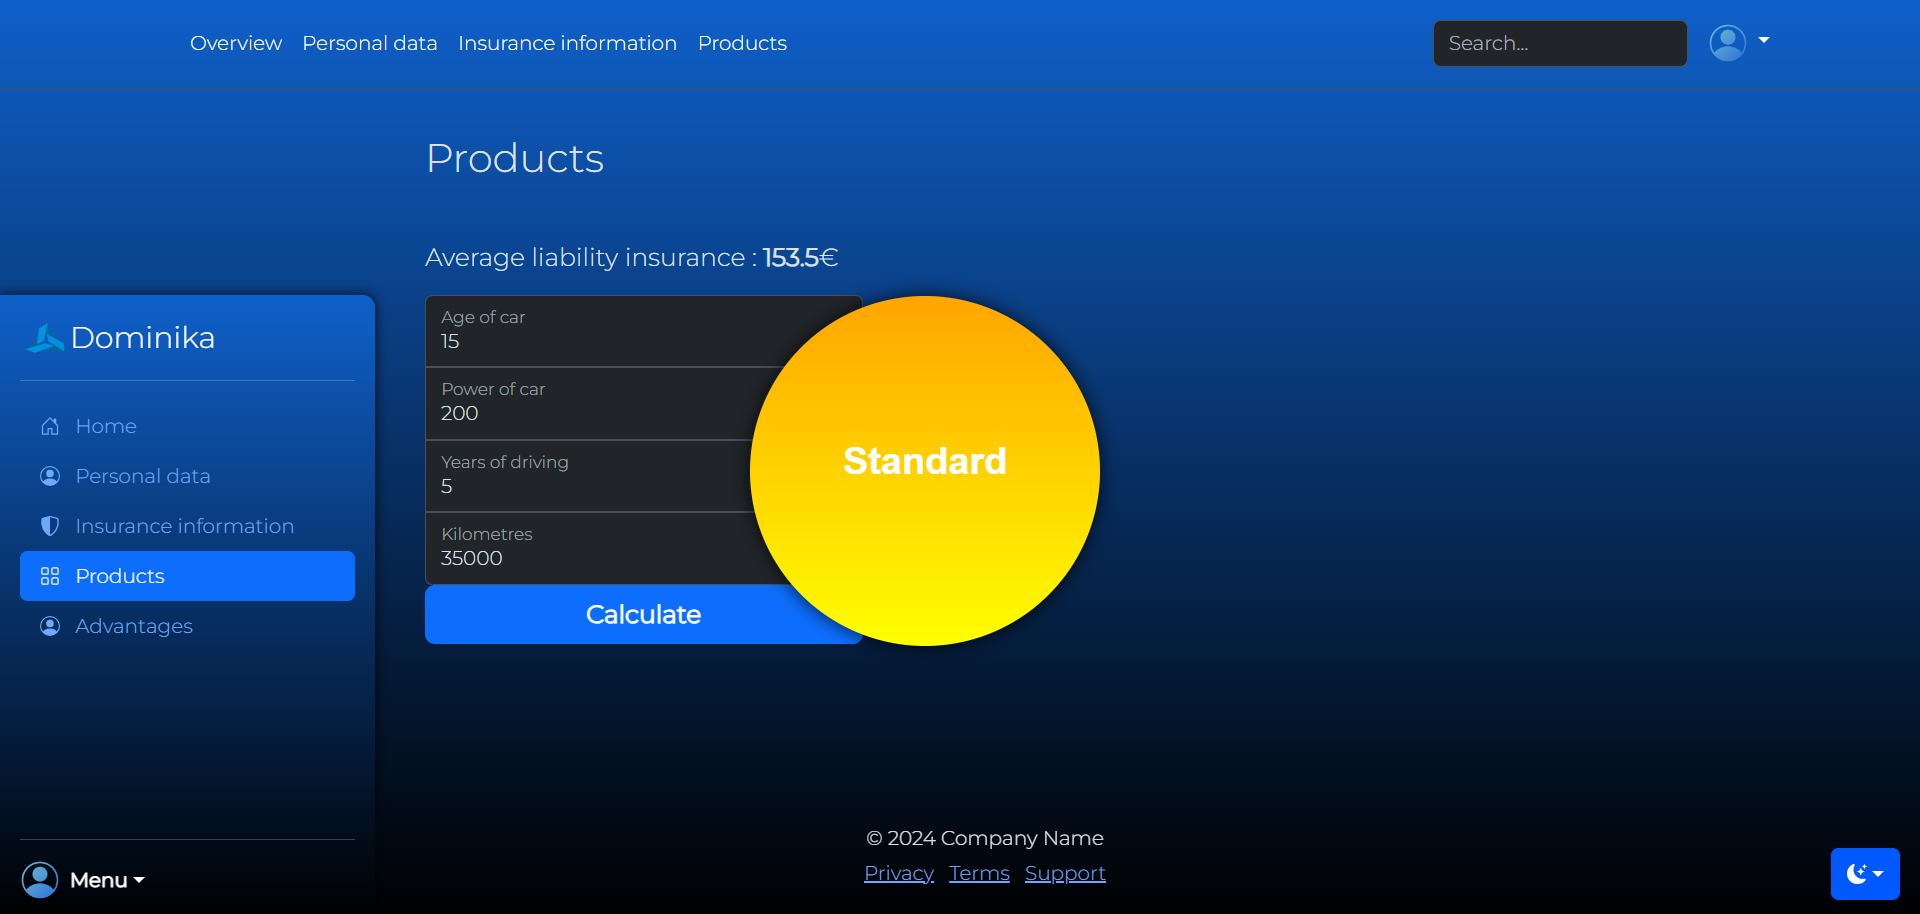 Overview Personal data Insurance information Products
Search...
Products
Average liability insurance : 153.5€
Dominika
Home
Personal data
Insurance information
Products
Advantages
Menu
Age of car
15
Power of car
200
Years of driving
5
Kilometres
35000
Calculate
Standard
© 2024 Company Name
Privacy Terms Support